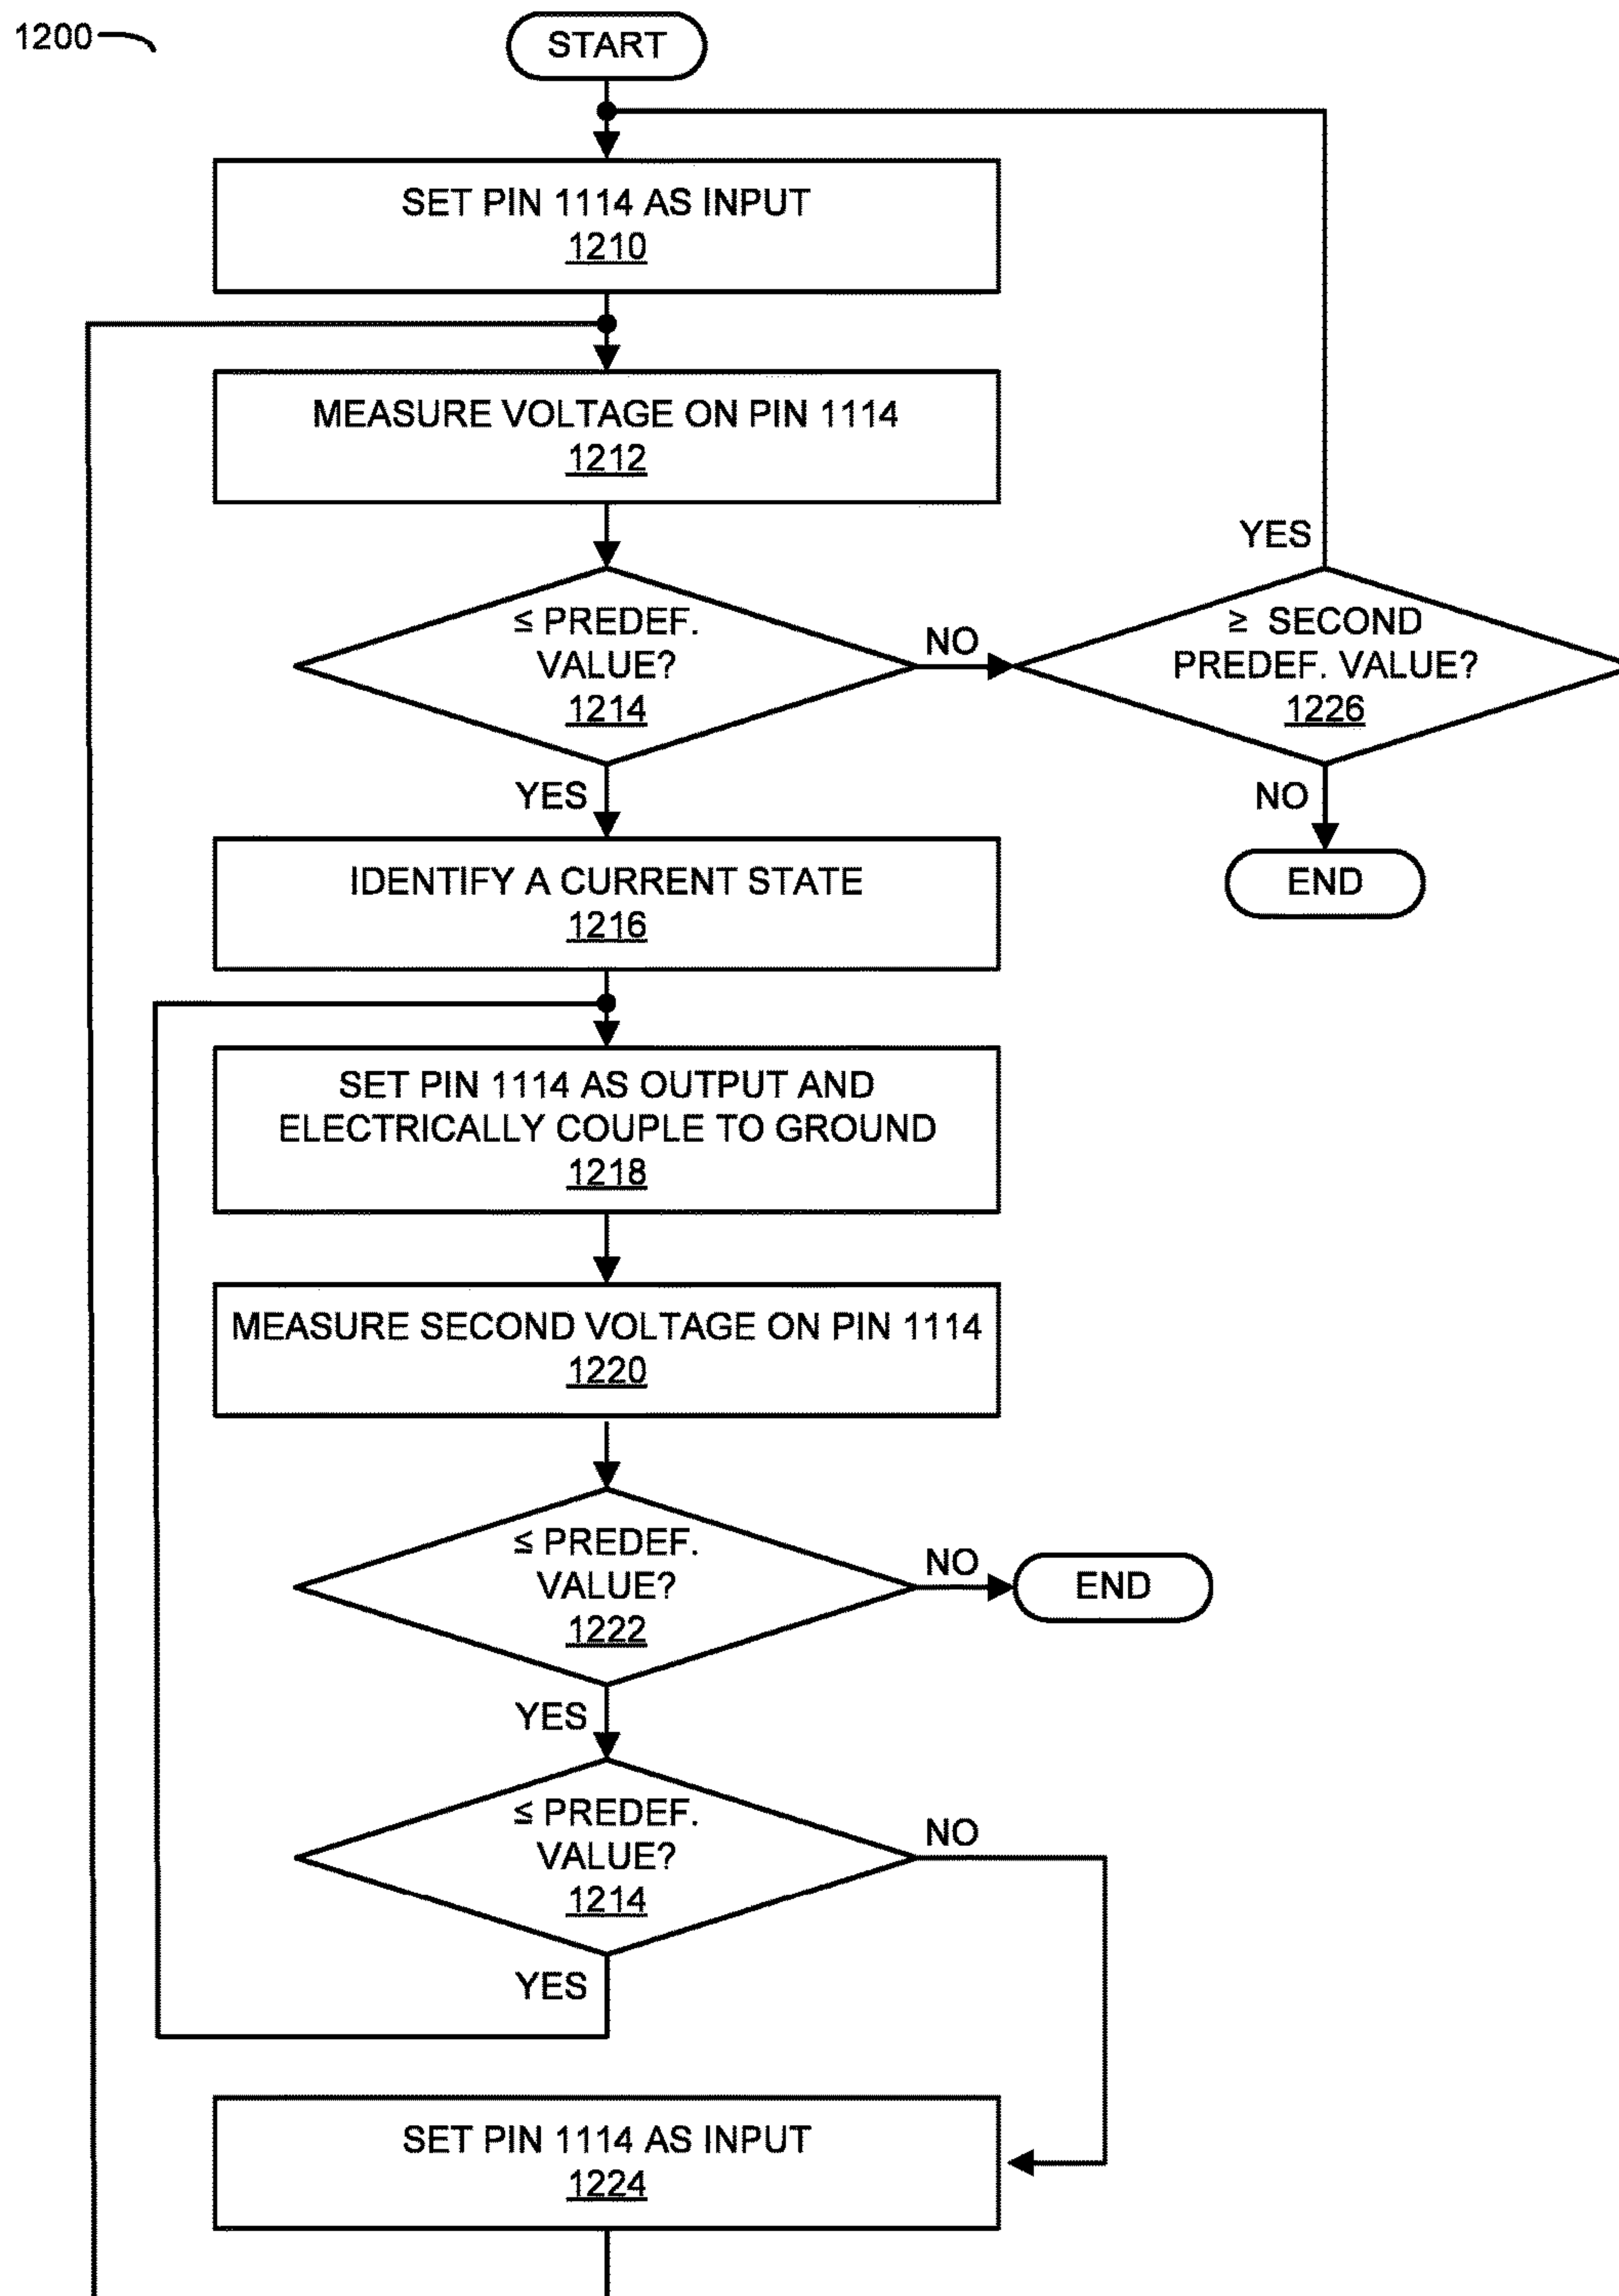 1200
START
SET PIN 1114 AS INPUT
1210
MEASURE VOLTAGE ON PIN 1114
1212
≤ PREDEF.
VALUE?
1214
NO
YES
≥ SECOND
PREDEF. VALUE?
1226
NO
END
YES
IDENTIFY A CURRENT STATE
1216
SET PIN 1114 AS OUTPUT AND
ELECTRICALLY COUPLE TO GROUND
1218
MEASURE SECOND VOLTAGE ON PIN 1114
1220
≤ PREDEF.
VALUE?
1222
NO
END
YES
≤ PREDEF.
VALUE?
1214
NO
YES
SET PIN 1114 AS INPUT
1224